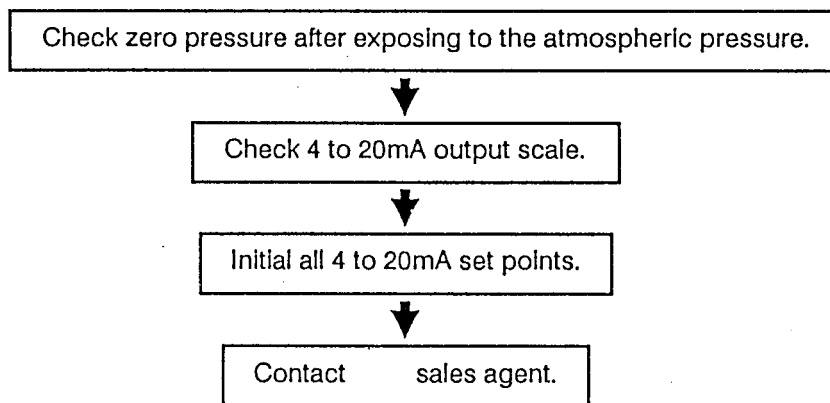 Check zero pressure after exposing to the atmospheric pressure.
Check 4 to 20mA output scale.
Initial all 4 to 20mA set points.
Contact sales agent.